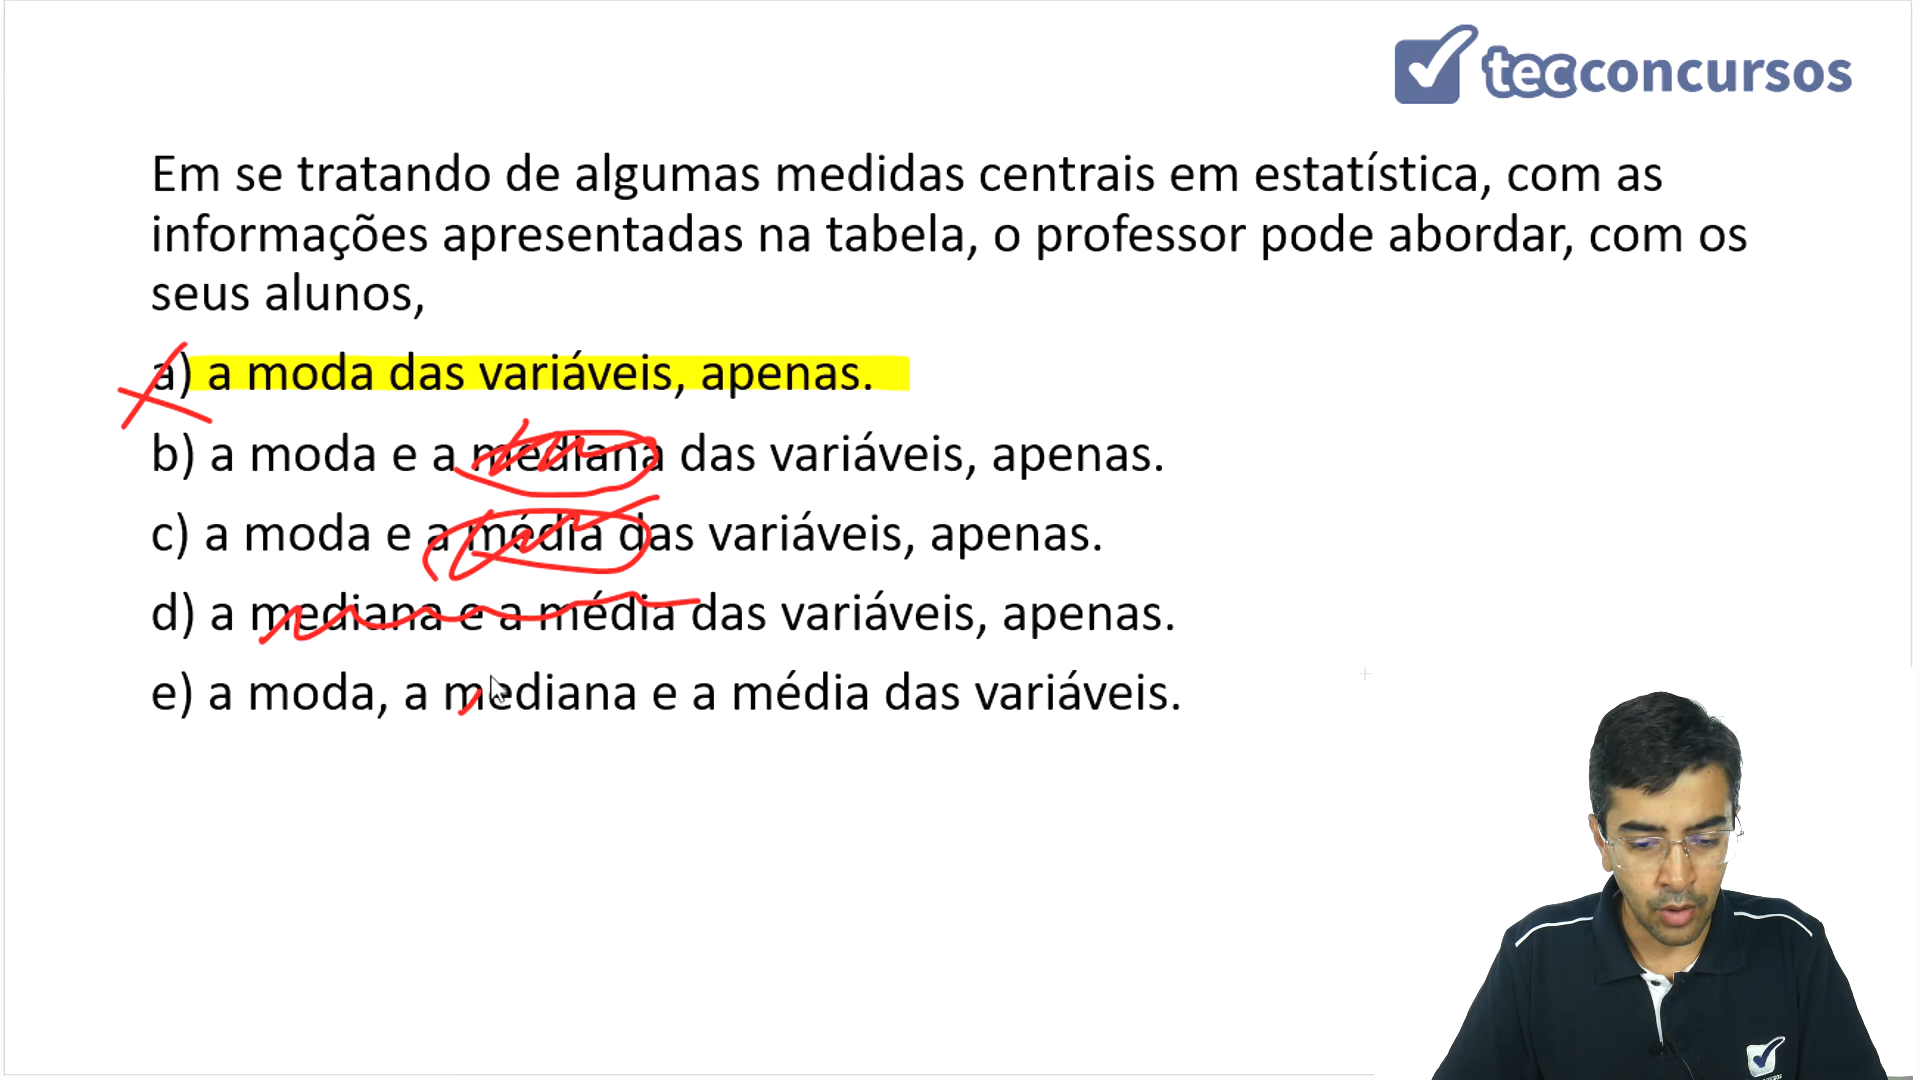 tecconcursos
Em se tratando de algumas medidas centrais em estatística, com as
informações apresentadas na tabela, o professor pode abordar, com os
seus alunos,
a) a moda das variáveis, apenas.
b) a moda e a mediana das variáveis, apenas.
c) a moda e a média das variáveis, apenas.
d) a mediana e a média das variáveis, apenas.
e) a moda, a mediana e a média das variáveis.